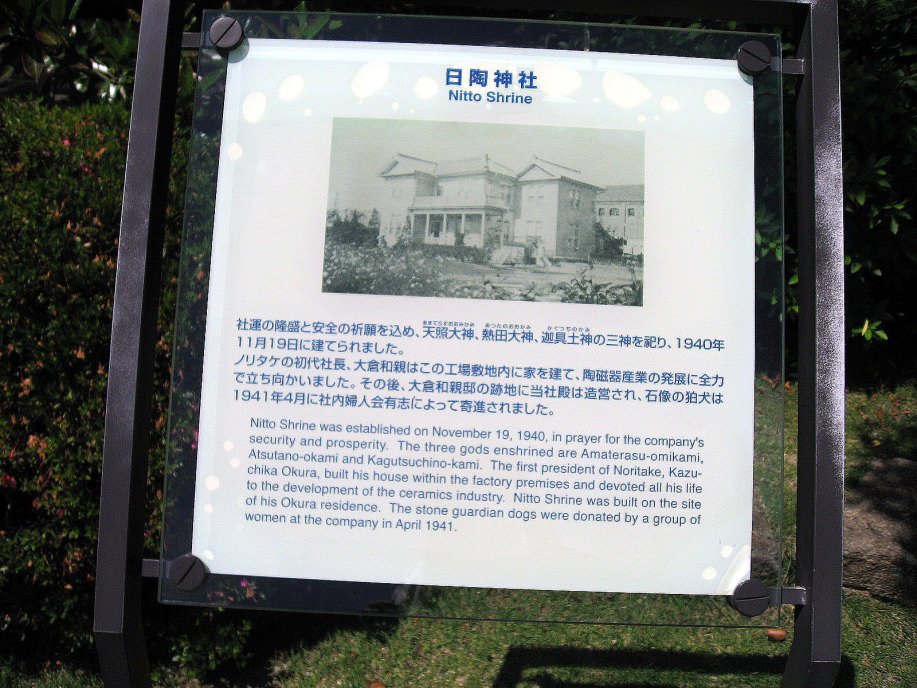 日陶神社
Nitto Shrine
社運の隆盛と安全の祈願を込め、天照大神、熱田大神、迦具土神の三神を祀り、1940年
11月19日に建てられました。
ノリタケの初代社長、大倉和親はこの工場敷地内に家を建て、陶磁器産業の発展に全力
で立ち向かいました。その後、大倉和親邸の跡地に当社殿は造営され、石像の狛犬は
1941年4月に社内婦人会有志によって寄進されました。
Nitto Shrine was established on November 19, 1940, in prayer for the company's
security and prosperity. The three gods enshrined are Amaterasu-omikami,
Atsutano-okami and Kagutsuchino-kami. The first president of Noritake, Kazu-
chika Okura, built his house within the factory premises and devoted all his life
to the development of the ceramics industry. Nitto Shrine was built on the site
of his Okura residence. The stone guardian dogs were donated by a group of
women at the company in April 1941.